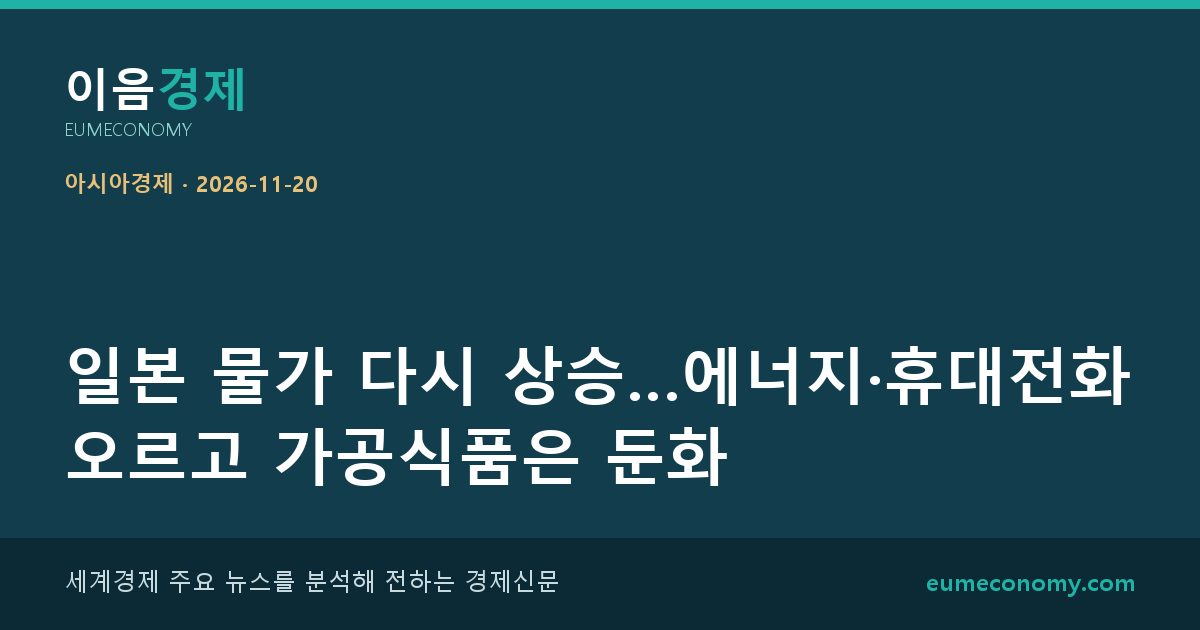 이음경제
EUMECONOMY
아시아경제 · 2026-11-20
일본 물가 다시 상승…에너지·휴대전화
오르고 가공식품은 둔화
세계경제 주요 뉴스를 분석해 전하는 경제신문
eumeconomy.com